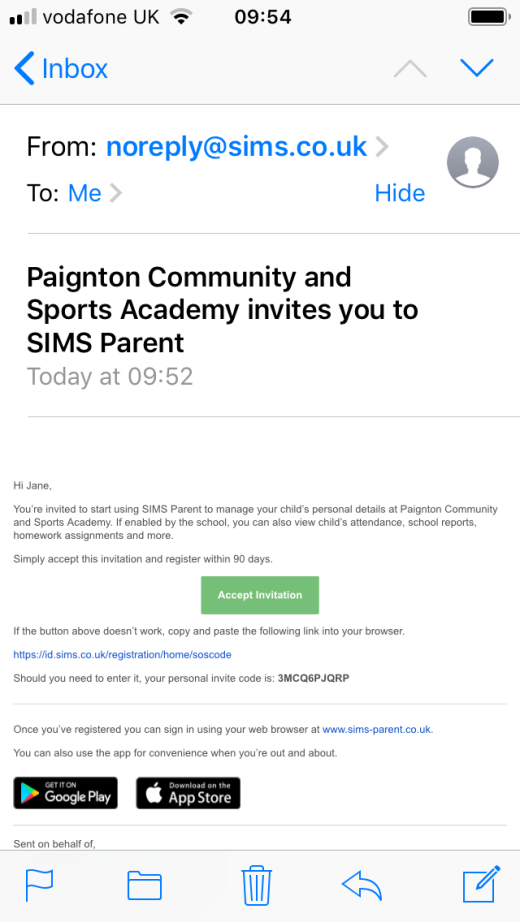 vodafone UK 09:54
Inbox
From: noreply@sims.co.uk
To: Me Hide
Paignton Community and
Sports Academy invites you to
SIMS Parent
Today at 09:52
Hi Jane,
You're invited to start using SIMS Parent to manage your child's personal details at Paignton Community
and Sports Academy. If enabled by the school, you can also view child's attendance, school reports,
homework assignments and more.
Simply accept this invitation and register within 90 days.
Accept Invitation
If the button above doesn't work, copy and paste the following link into your browser.
https://id.sims.co.uk/registration/home/soscode
Should you need to enter it, your personal invite code is: 3MCQ6PJQRP
Once you've registered you can sign in using your web browser at www.sims-parent.co.uk.
You can also use the app for convenience when you're out and about.
GET IT ON Download on the
Google Play App Store
Sent on behalf of,